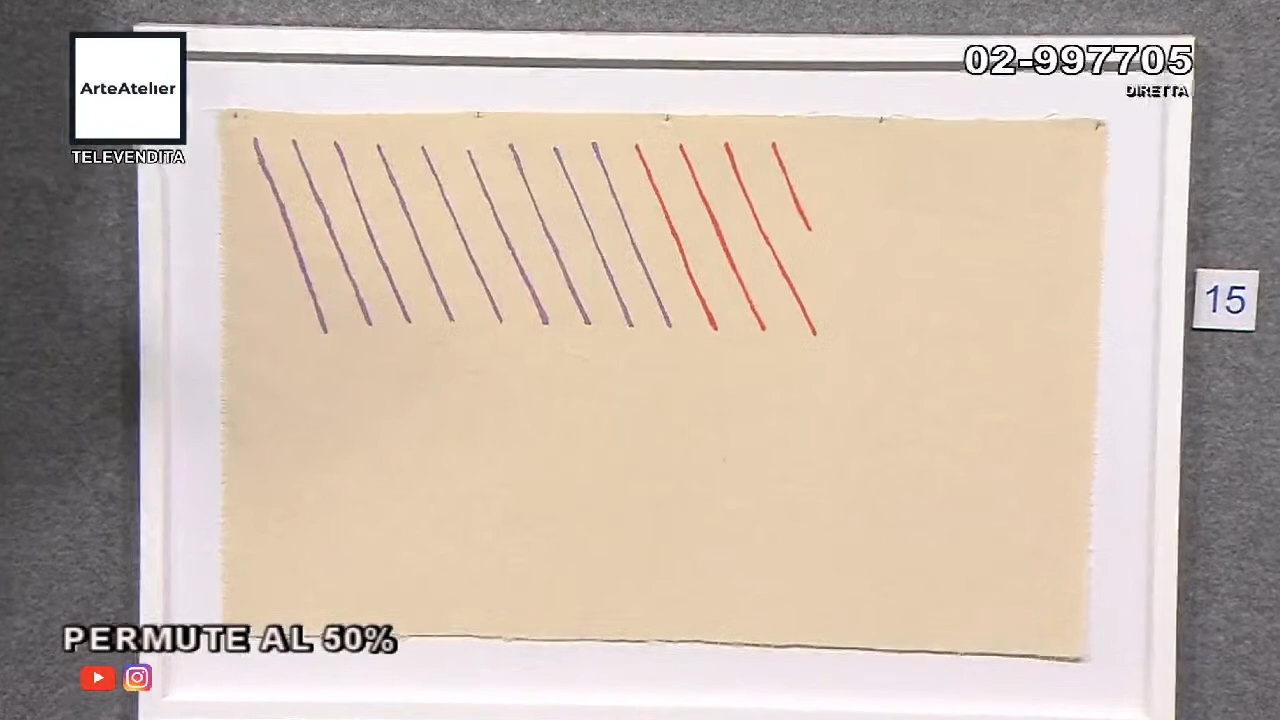 ArteAtelier
TELEVENDITA
02-997705
DIRETTA
15
PERMUTE AL 50%